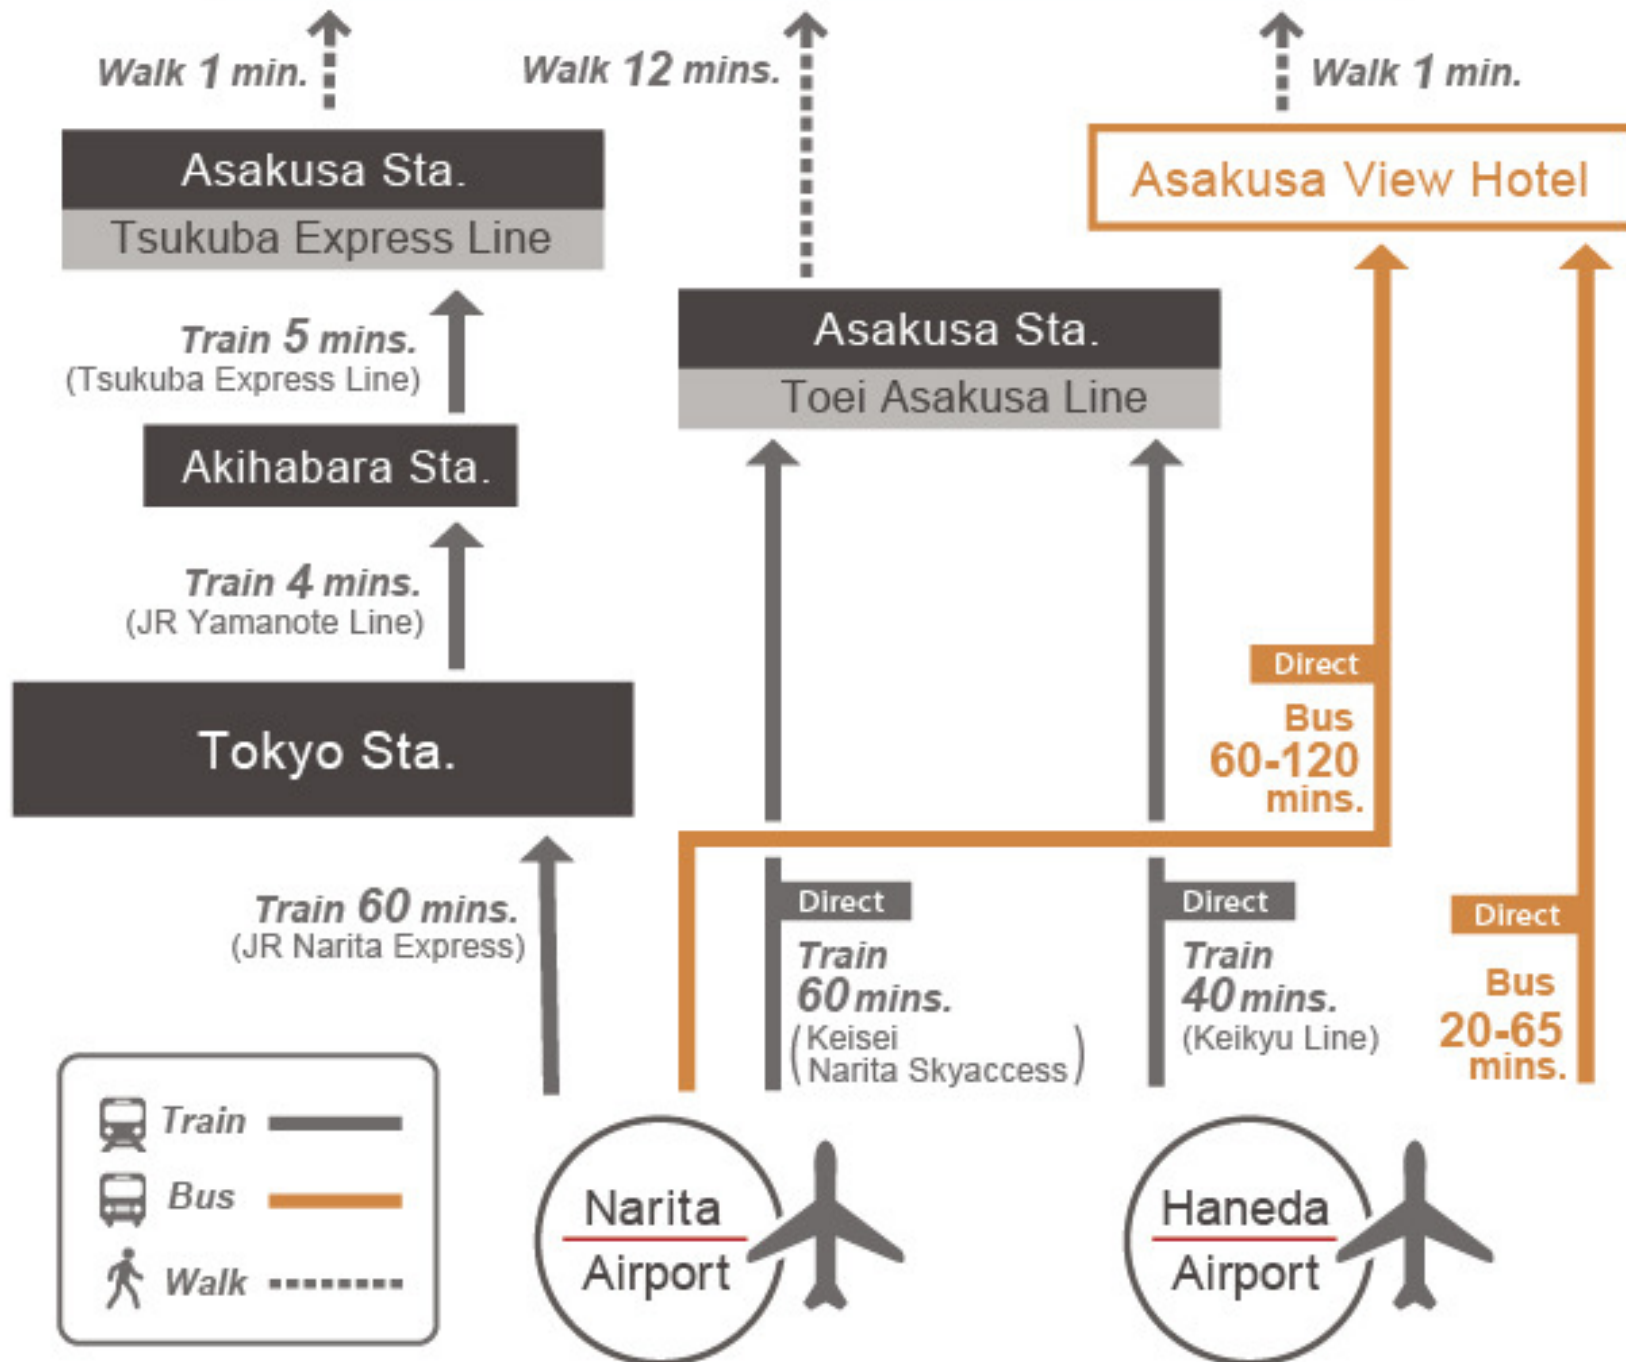 Walk 1 min.
Walk 12 mins.
Walk 1 min.
Asakusa Sta.
Tsukuba Express Line
Asakusa View Hotel
Train 5 mins.
(Tsukuba Express Line)
Asakusa Sta.
Toei Asakusa Line
Akihabara Sta.
Train 4 mins.
(JR Yamanote Line)
Direct
Bus
60-120
mins.
Tokyo Sta.
Train 60 mins.
(JR Narita Express)
Direct
Train
60 mins.
(Keisei
Narita Skyaccess)
Direct
Train
40 mins.
(Keikyu Line)
Direct
Bus
20-65
mins.
Train
Bus
Walk
Narita
Airport
Haneda
Airport